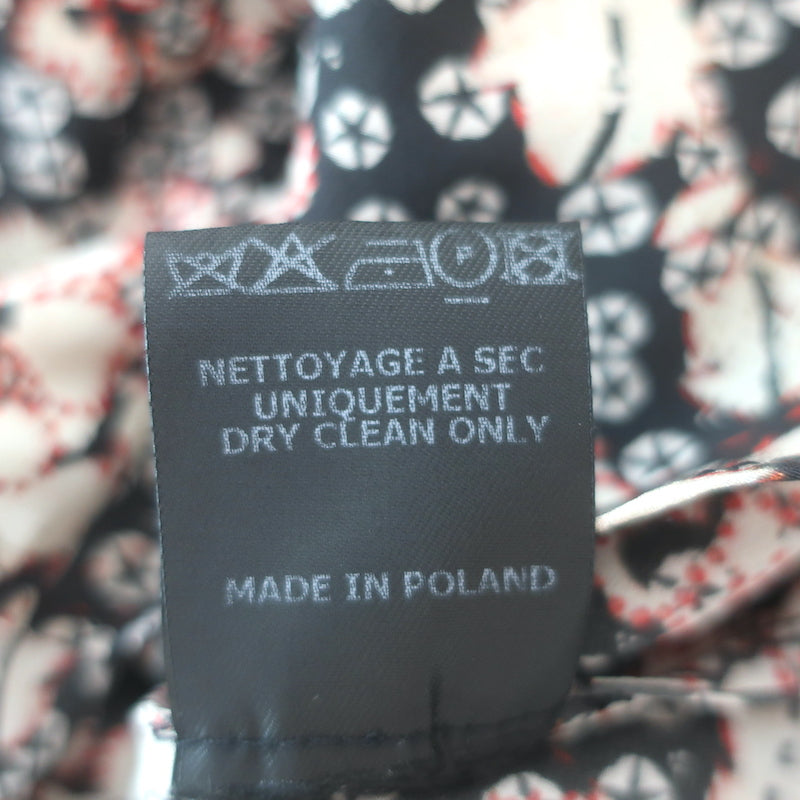 P
NETTOYAGE A SEC
UNIQUEMENT
DRY CLEAN ONLY
MADE IN POLAND